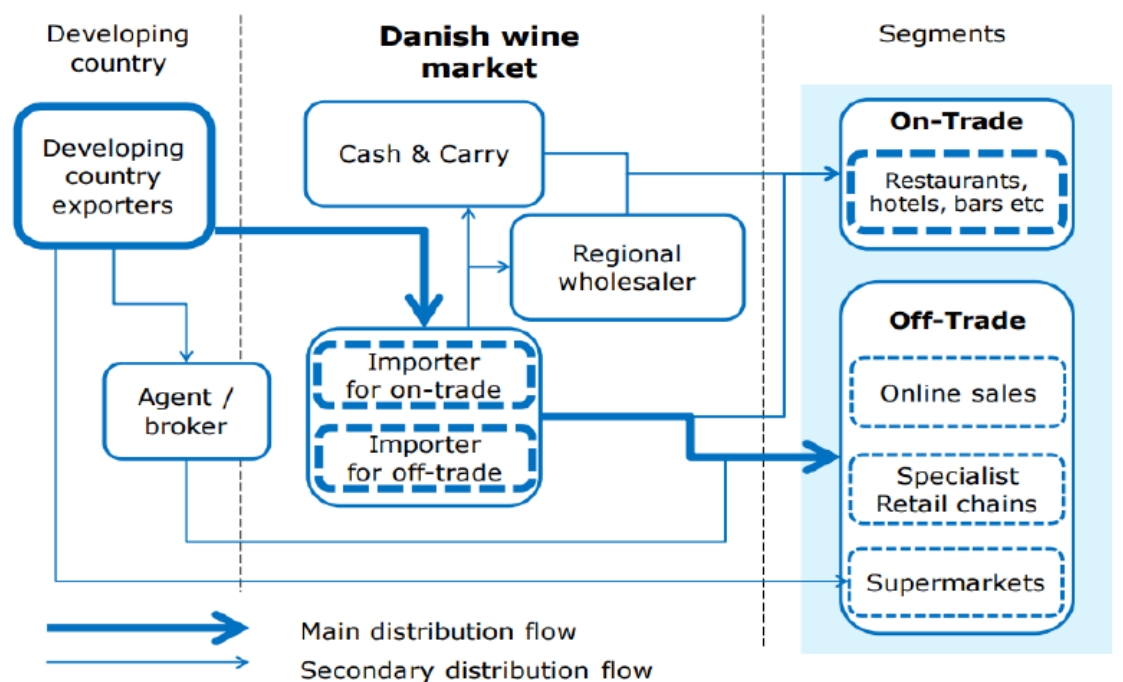 Developing
country
Danish wine
market
Segments
Developing
country
exporters
Cash & Carry
Regional
wholesaler
Agent /
broker
Importer
for on-trade
Importer
for off-trade
On-Trade
Restaurants,
hotels, bars etc
Off-Trade
Online sales
Specialist
Retail chains
Supermarkets
Main distribution flow
Secondary distribution flow